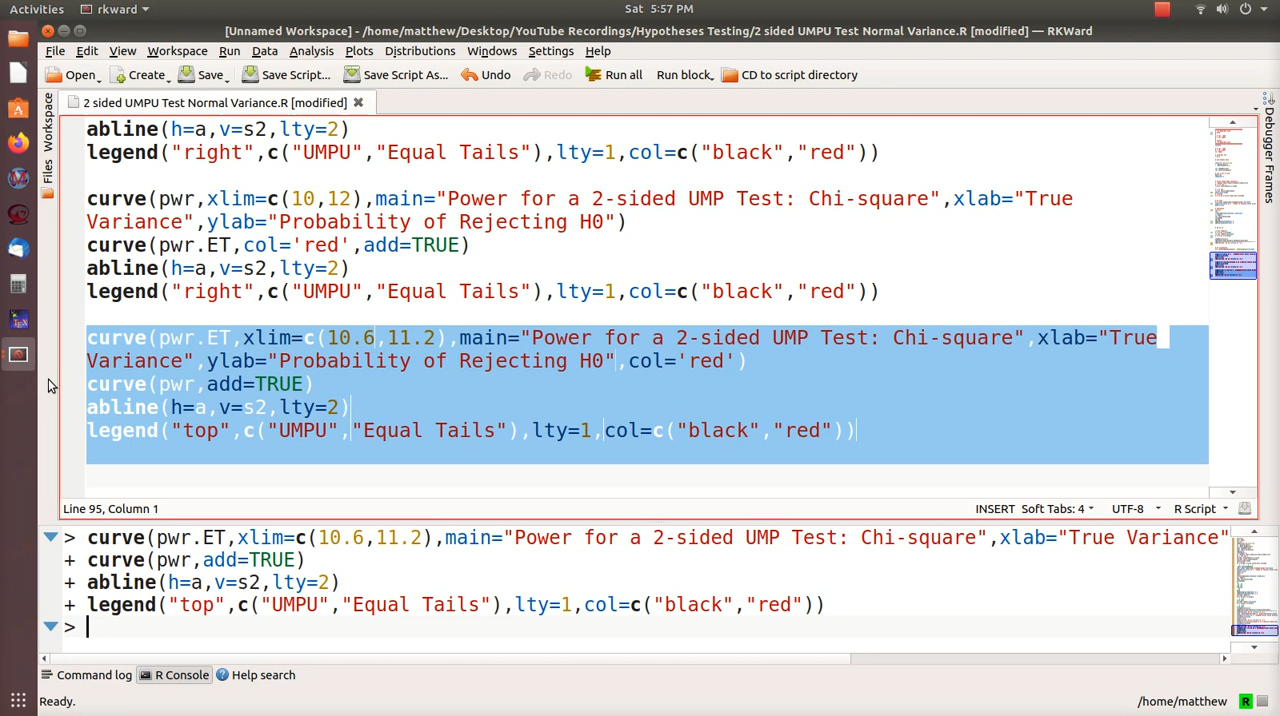 Activities rkward Sat 5:57 PM
[Unnamed Workspace] - /home/matthew/Desktop/YouTube Recordings/Hypotheses Testing/2 sided UMPU Test Normal Variance.R [modified] — RKWard
File Edit View Workspace Run Data Analysis Plots Distributions Windows Settings Help
Open Create Save Save Script... Save Script As... Undo Redo Run all Run block CD to script directory
2 sided UMPU Test Normal Variance.R [modified]
Workspace
Files
Debugger Frames
abline(h=a,v=s2,lty=2)
legend("right",c("UMPU","Equal Tails"),lty=1,col=c("black","red"))
curve(pwr,xlim=c(10,12),main="Power for a 2-sided UMP Test: Chi-square",xlab="True
Variance",ylab="Probability of Rejecting H0")
curve(pwr.ET,col='red',add=TRUE)
abline(h=a,v=s2,lty=2)
legend("right",c("UMPU","Equal Tails"),lty=1,col=c("black","red"))
curve(pwr.ET,xlim=c(10.6,11.2),main="Power for a 2-sided UMP Test: Chi-square",xlab="True
Variance",ylab="Probability of Rejecting H0",col='red')
curve(pwr,add=TRUE)
abline(h=a,v=s2,lty=2)
legend("top",c("UMPU","Equal Tails"),lty=1,col=c("black","red"))
Line 95, Column 1 INSERT Soft Tabs: 4 UTF-8 R Script
> curve(pwr.ET,xlim=c(10.6,11.2),main="Power for a 2-sided UMP Test: Chi-square",xlab="True Variance"
+ curve(pwr,add=TRUE)
+ abline(h=a,v=s2,lty=2)
+ legend("top",c("UMPU","Equal Tails"),lty=1,col=c("black","red"))
>
Command log R Console Help search
Ready. /home/matthew R